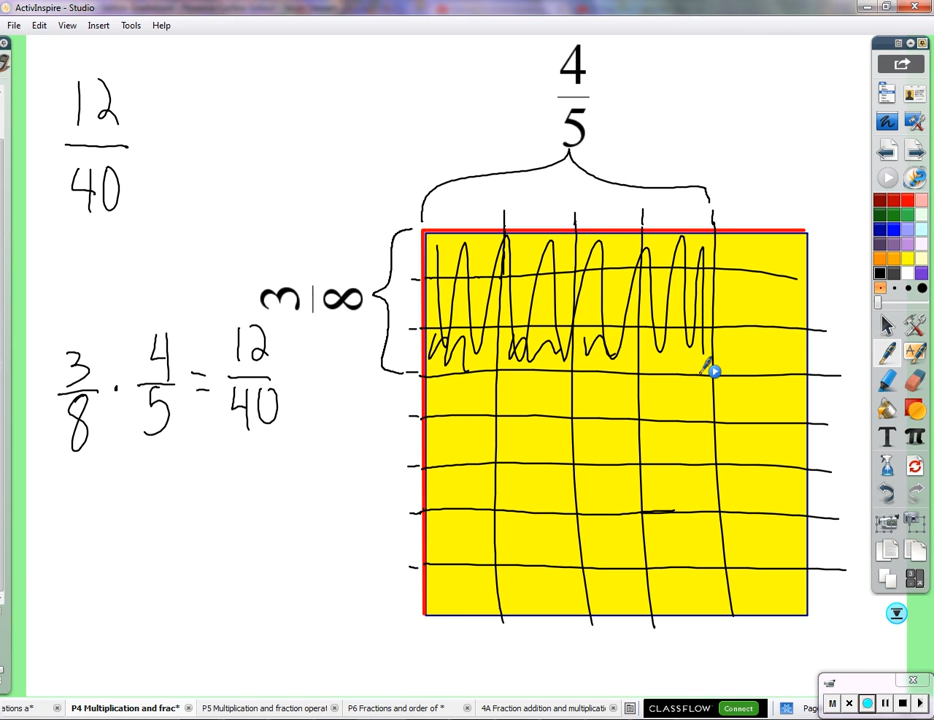 ActivInspire - Studio
File Edit View Insert Tools Help
4
5
12
40
3
8
3/8 · 4/5 = 12/40
T π
ations a* P4 Multiplication and frac* P5 Multiplication and fraction operat P6 Fractions and order of * 4A Fraction addition and multiplicati CLASSFLOW Connect Page
M